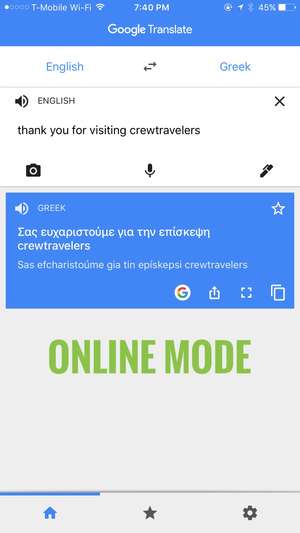 T-Mobile Wi-Fi 7:40 PM 45%
Google Translate
English Greek
ENGLISH
thank you for visiting crewtravelers
GREEK
Σας ευχαριστούμε για την επίσκεψη
crewtravelers
Sas efcharistoúme gia tin epískepsi crewtravelers
G
ONLINE MODE